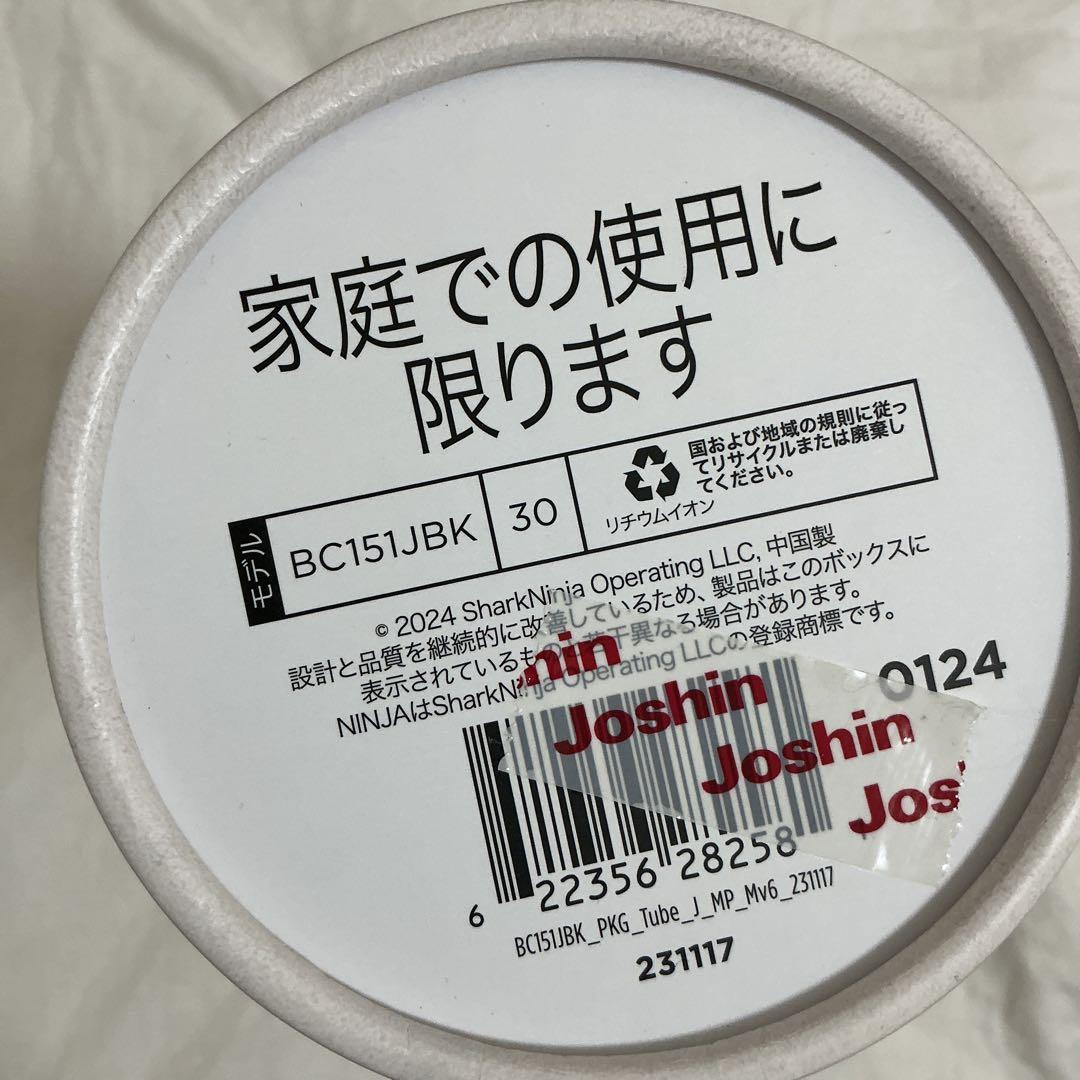 家庭での使用に
限ります
モデル
BC151JBK
30
リチウムイオン
国および地域の規則に従っ
てリサイクルまたは廃棄し
てください。
© 2024 SharkNinja Operating LLC, 中国製
設計と品質を継続的に改善しているため、製品はこのボックスに
表示されているものと若干異なる場合があります。
NINJAはSharkNinja Operating LLCの登録商標です。
0124
nin
Joshin
Joshin
Jos
6 22356 28258
BC151JBK_PKG_Tube_J_MP_Mv6_231117
231117